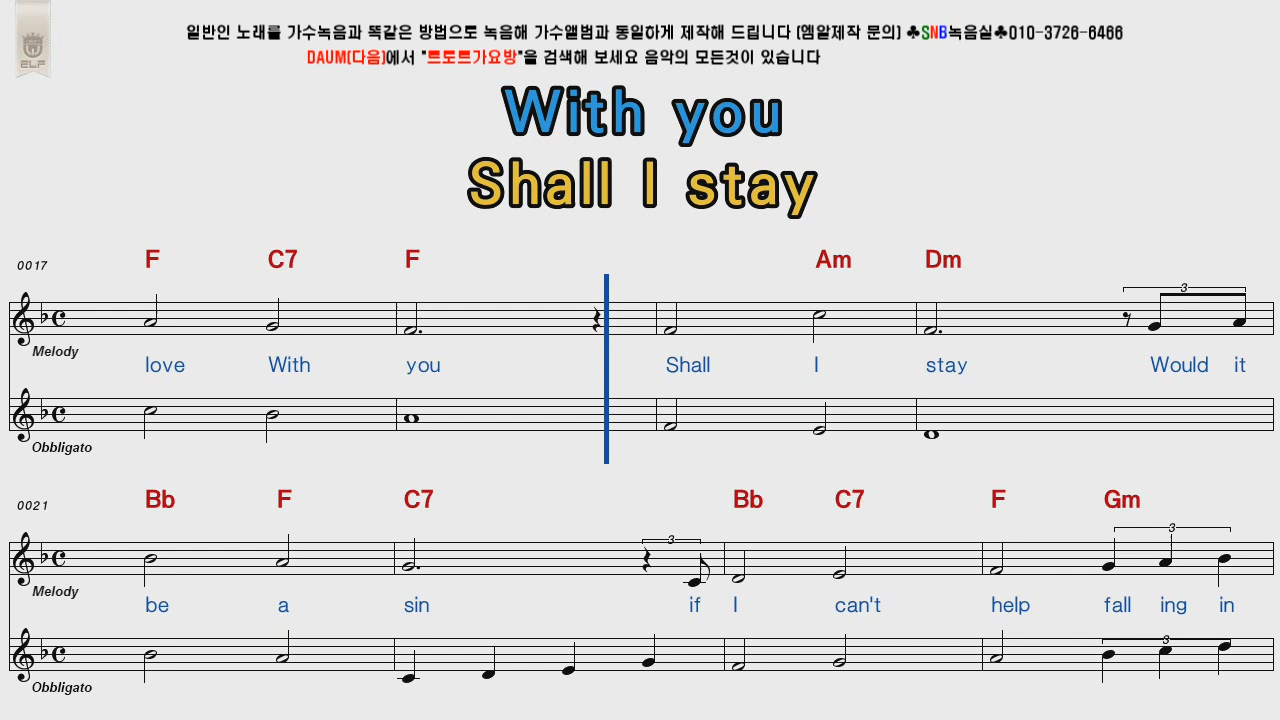 일반인 노래를 가수녹음과 똑같은 방법으로 녹음해 가수앨범과 동일하게 제작해 드립니다 (엠알제작 문의) ♣SNB녹음실♣010-3726-6466
DAUM(다음)에서 "트로트가요방"을 검색해 보세요 음악의 모든것이 있습니다
ELF
With you
Shall I stay
0017 F C7 F Am Dm
3
Melody
love With you Shall I stay Would it
Obbligato
0021 Bb F C7 Bb C7 F Gm
3 3
Melody
be a sin if I can't help fall ing in
3
Obbligato